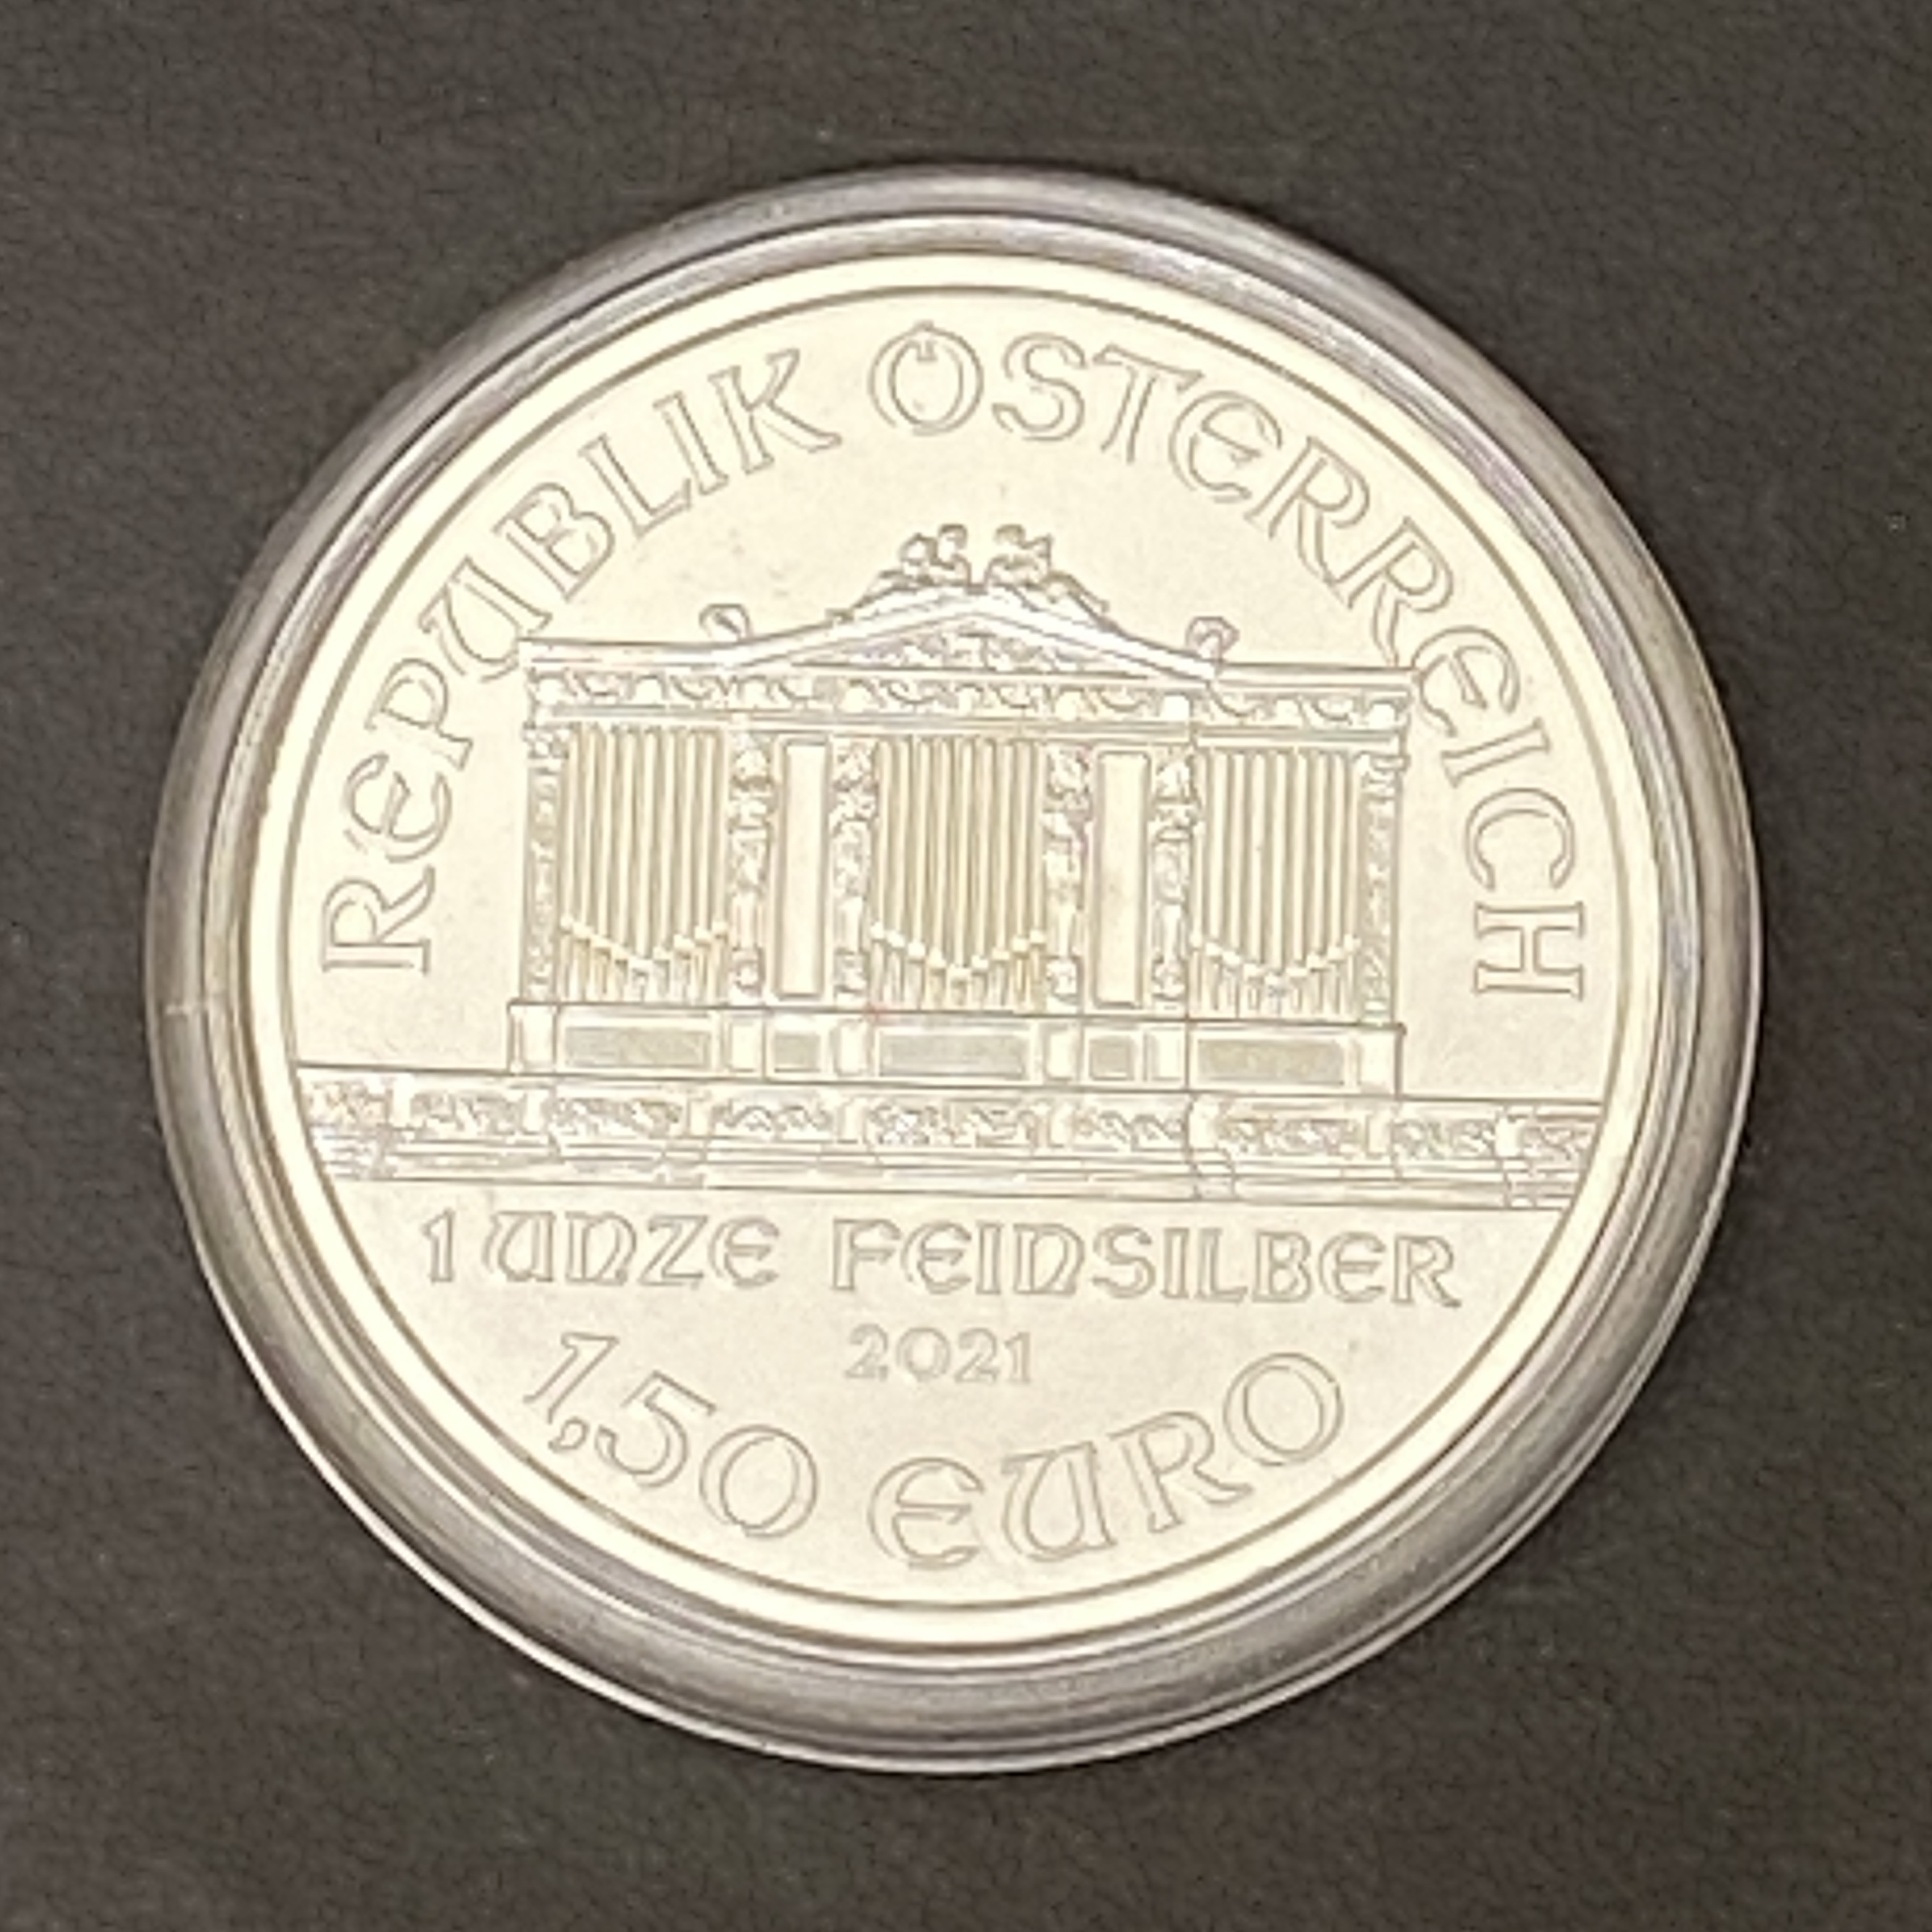 REPUBLIK ÖSTERREICH
1 UNZE FEINSILBER
2021
1,50 EURO